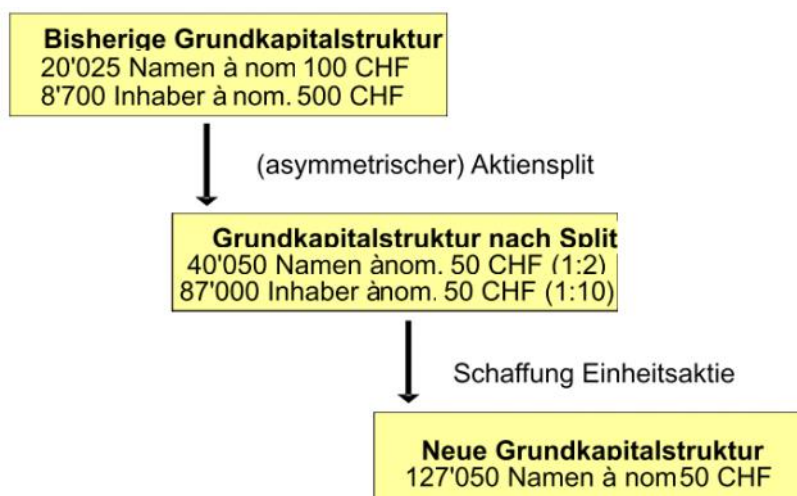 Bisherige Grundkapitalstruktur
20'025 Namen à nom 100 CHF
8'700 Inhaber à nom. 500 CHF
(asymmetrischer) Aktiensplit
Grundkapitalstruktur nach Split
40'050 Namen ànom. 50 CHF (1:2)
87'000 Inhaber ànom. 50 CHF (1:10)
Schaffung Einheitsaktie
Neue Grundkapitalstruktur
127'050 Namen à nom50 CHF